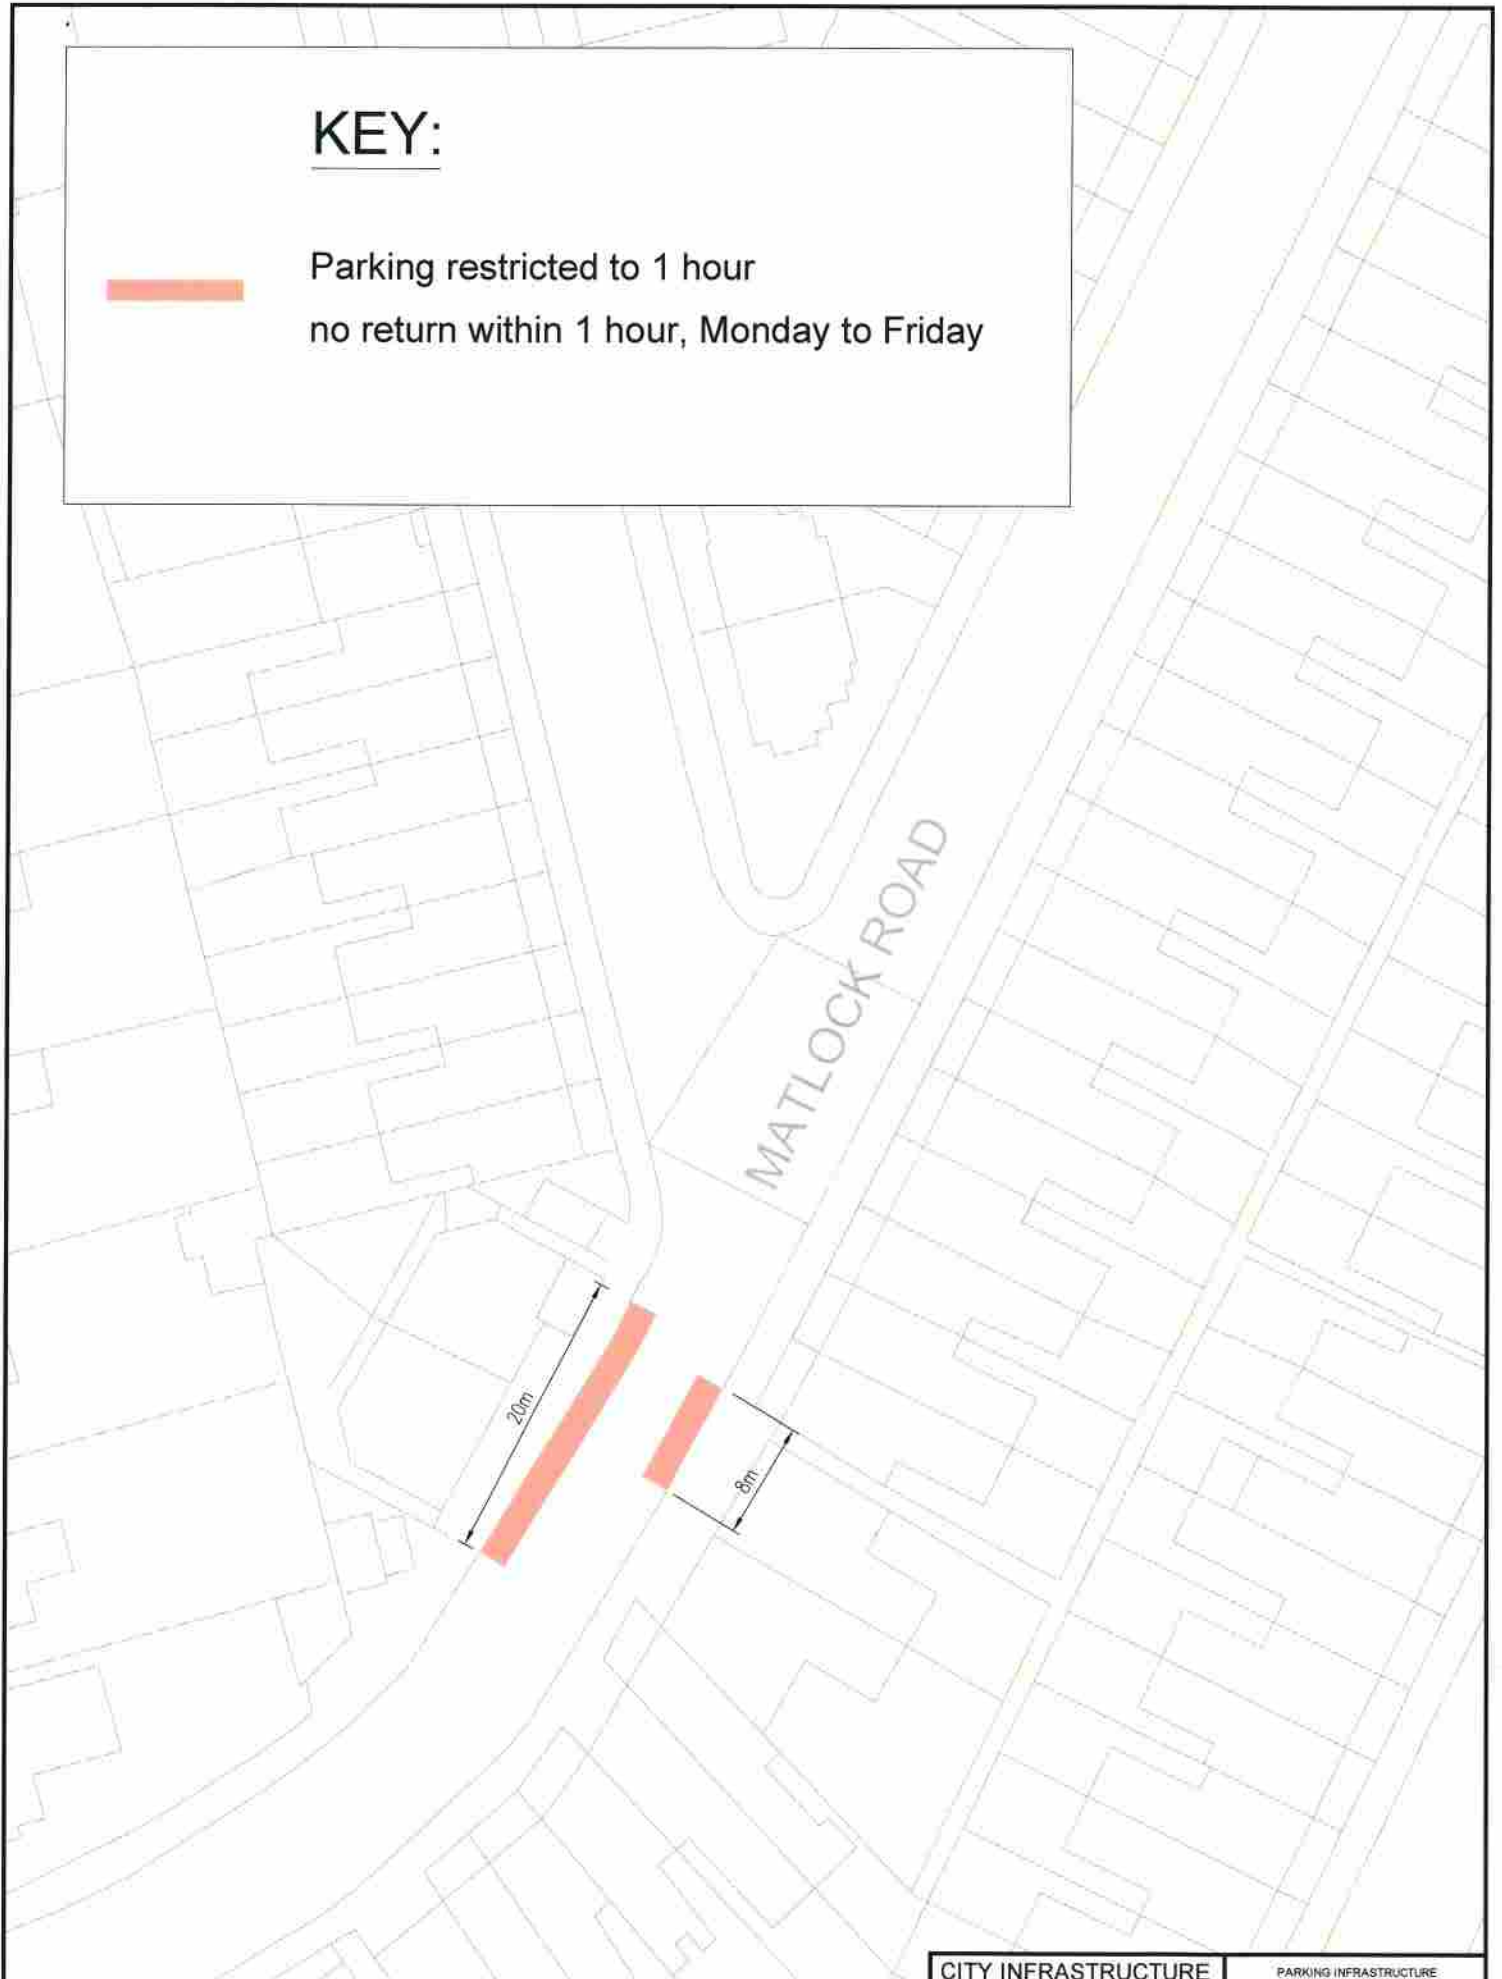 KEY:
Parking restricted to 1 hour
no return within 1 hour, Monday to Friday
MATLOCK ROAD
20m
8m
CITY INFRASTRUCTURE
PARKING INFRASTRUCTURE